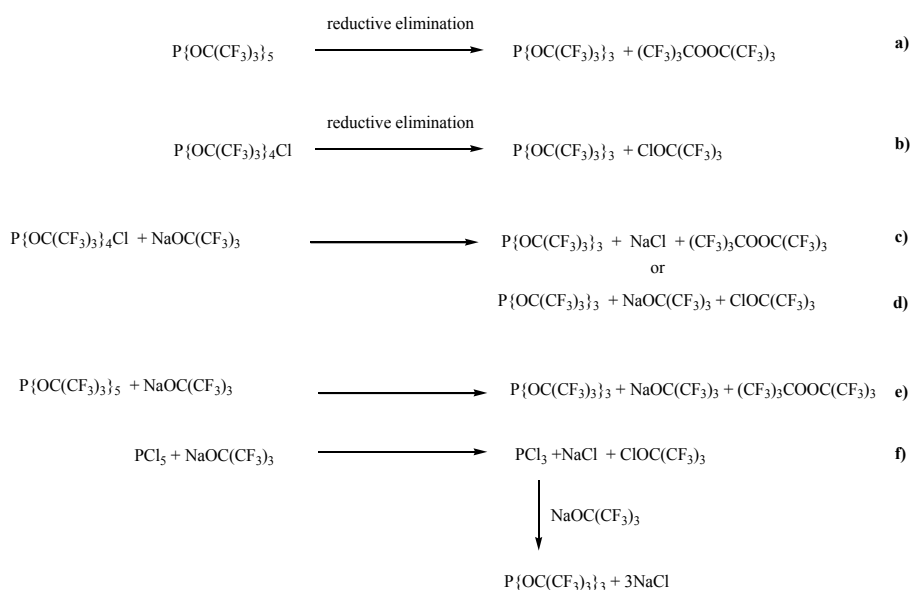 reductive elimination
P{OC(CF₃)₃}₅ P{OC(CF₃)₃}₃ + (CF₃)₃COOC(CF₃)₃ a)
reductive elimination
P{OC(CF₃)₃}₄Cl P{OC(CF₃)₃}₃ + ClOC(CF₃)₃ b)
P{OC(CF₃)₃}₄Cl + NaOC(CF₃)₃ P{OC(CF₃)₃}₃ + NaCl + (CF₃)₃COOC(CF₃)₃ c)
or
P{OC(CF₃)₃}₃ + NaOC(CF₃)₃ + ClOC(CF₃)₃ d)
P{OC(CF₃)₃}₅ + NaOC(CF₃)₃ P{OC(CF₃)₃}₃ + NaOC(CF₃)₃ + (CF₃)₃COOC(CF₃)₃ e)
PCl₅ + NaOC(CF₃)₃ PCl₃ +NaCl + ClOC(CF₃)₃ f)
NaOC(CF₃)₃
P{OC(CF₃)₃}₃ + 3NaCl